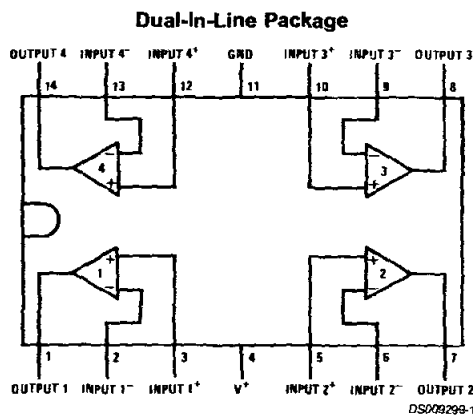 Dual-In-Line Package
OUTPUT 4 INPUT 4⁻ INPUT 4⁺ GND INPUT 3⁺ INPUT 3⁻ OUTPUT 3
14 13 12 11 10 9 8
- -
4 3
+ +
+ +
1 2
- -
1 2 3 4 5 6 7
OUTPUT 1 INPUT 1⁻ INPUT 1⁺ V⁺ INPUT 2⁺ INPUT 2⁻ OUTPUT 2
DS009299-1